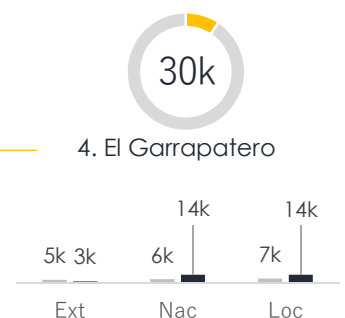 30k
4. El Garrapatero
14k 14k
5k 3k 6k 7k
Ext Nac Loc